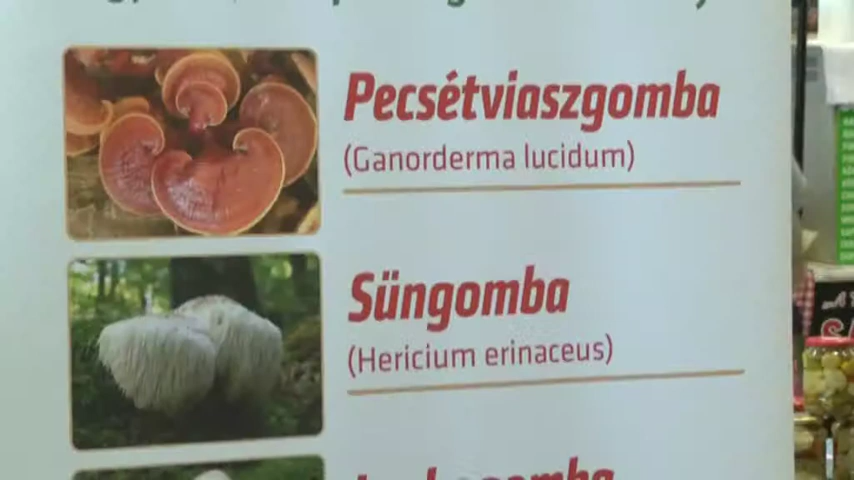 Pecsétviaszgomba
(Ganorderma lucidum)
Süngomba
(Hericium erinaceus)